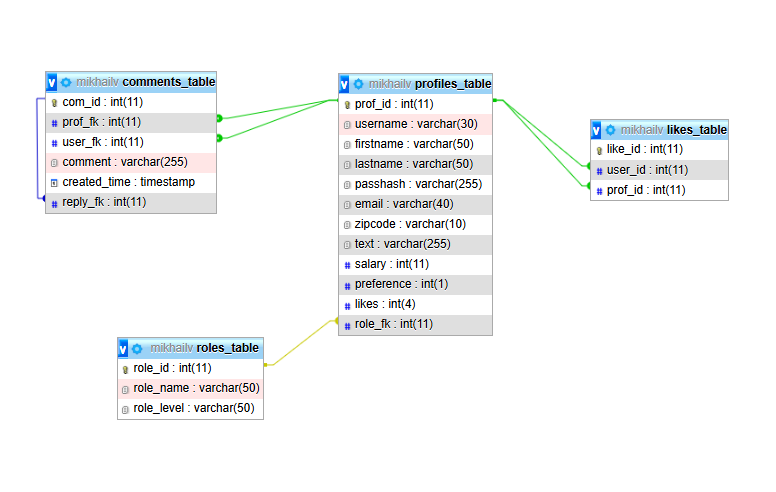 v mikhailv comments_table
com_id : int(11)
prof_fk : int(11)
user_fk : int(11)
comment : varchar(255)
created_time : timestamp
reply_fk : int(11)
v mikhailv profiles_table
prof_id : int(11)
username : varchar(30)
firstname : varchar(50)
lastname : varchar(50)
passhash : varchar(255)
email : varchar(40)
zipcode : varchar(10)
text : varchar(255)
salary : int(11)
preference : int(1)
likes : int(4)
role_fk : int(11)
v mikhailv likes_table
like_id : int(11)
user_id : int(11)
prof_id : int(11)
v mikhailv roles_table
role_id : int(11)
role_name : varchar(50)
role_level : varchar(50)